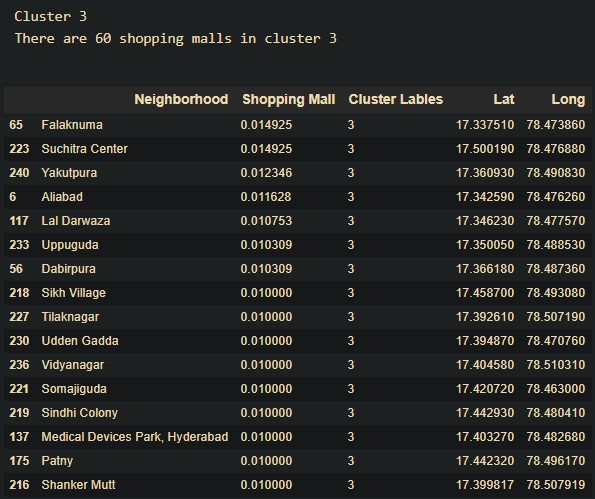 Cluster 3
There are 60 shopping malls in cluster 3
Neighborhood Shopping Mall Cluster Lables Lat Long
65 Falaknuma 0.014925 3 17.337510 78.473860
223 Suchitra Center 0.014925 3 17.500190 78.476880
240 Yakutpura 0.012346 3 17.360930 78.490830
6 Aliabad 0.011628 3 17.342590 78.476260
117 Lal Darwaza 0.010753 3 17.346230 78.477570
233 Uppuguda 0.010309 3 17.350050 78.488530
56 Dabirpura 0.010309 3 17.366180 78.487360
218 Sikh Village 0.010000 3 17.458700 78.493080
227 Tilaknagar 0.010000 3 17.392610 78.507190
230 Udden Gadda 0.010000 3 17.394870 78.470760
236 Vidyanagar 0.010000 3 17.404580 78.510310
221 Somajiguda 0.010000 3 17.420720 78.463000
219 Sindhi Colony 0.010000 3 17.442930 78.480410
137 Medical Devices Park, Hyderabad 0.010000 3 17.403270 78.482680
175 Patny 0.010000 3 17.442320 78.496170
216 Shanker Mutt 0.010000 3 17.399817 78.507919